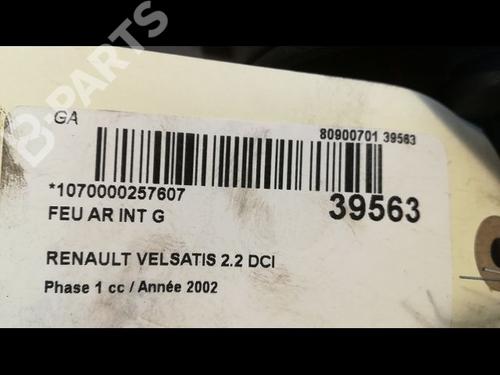 GA
80900701 39563
*1070000257607
39563
FEU AR INT G
RENAULT VELSATIS 2.2 DCI
Phase 1 cc / Année 2002
B PARTS